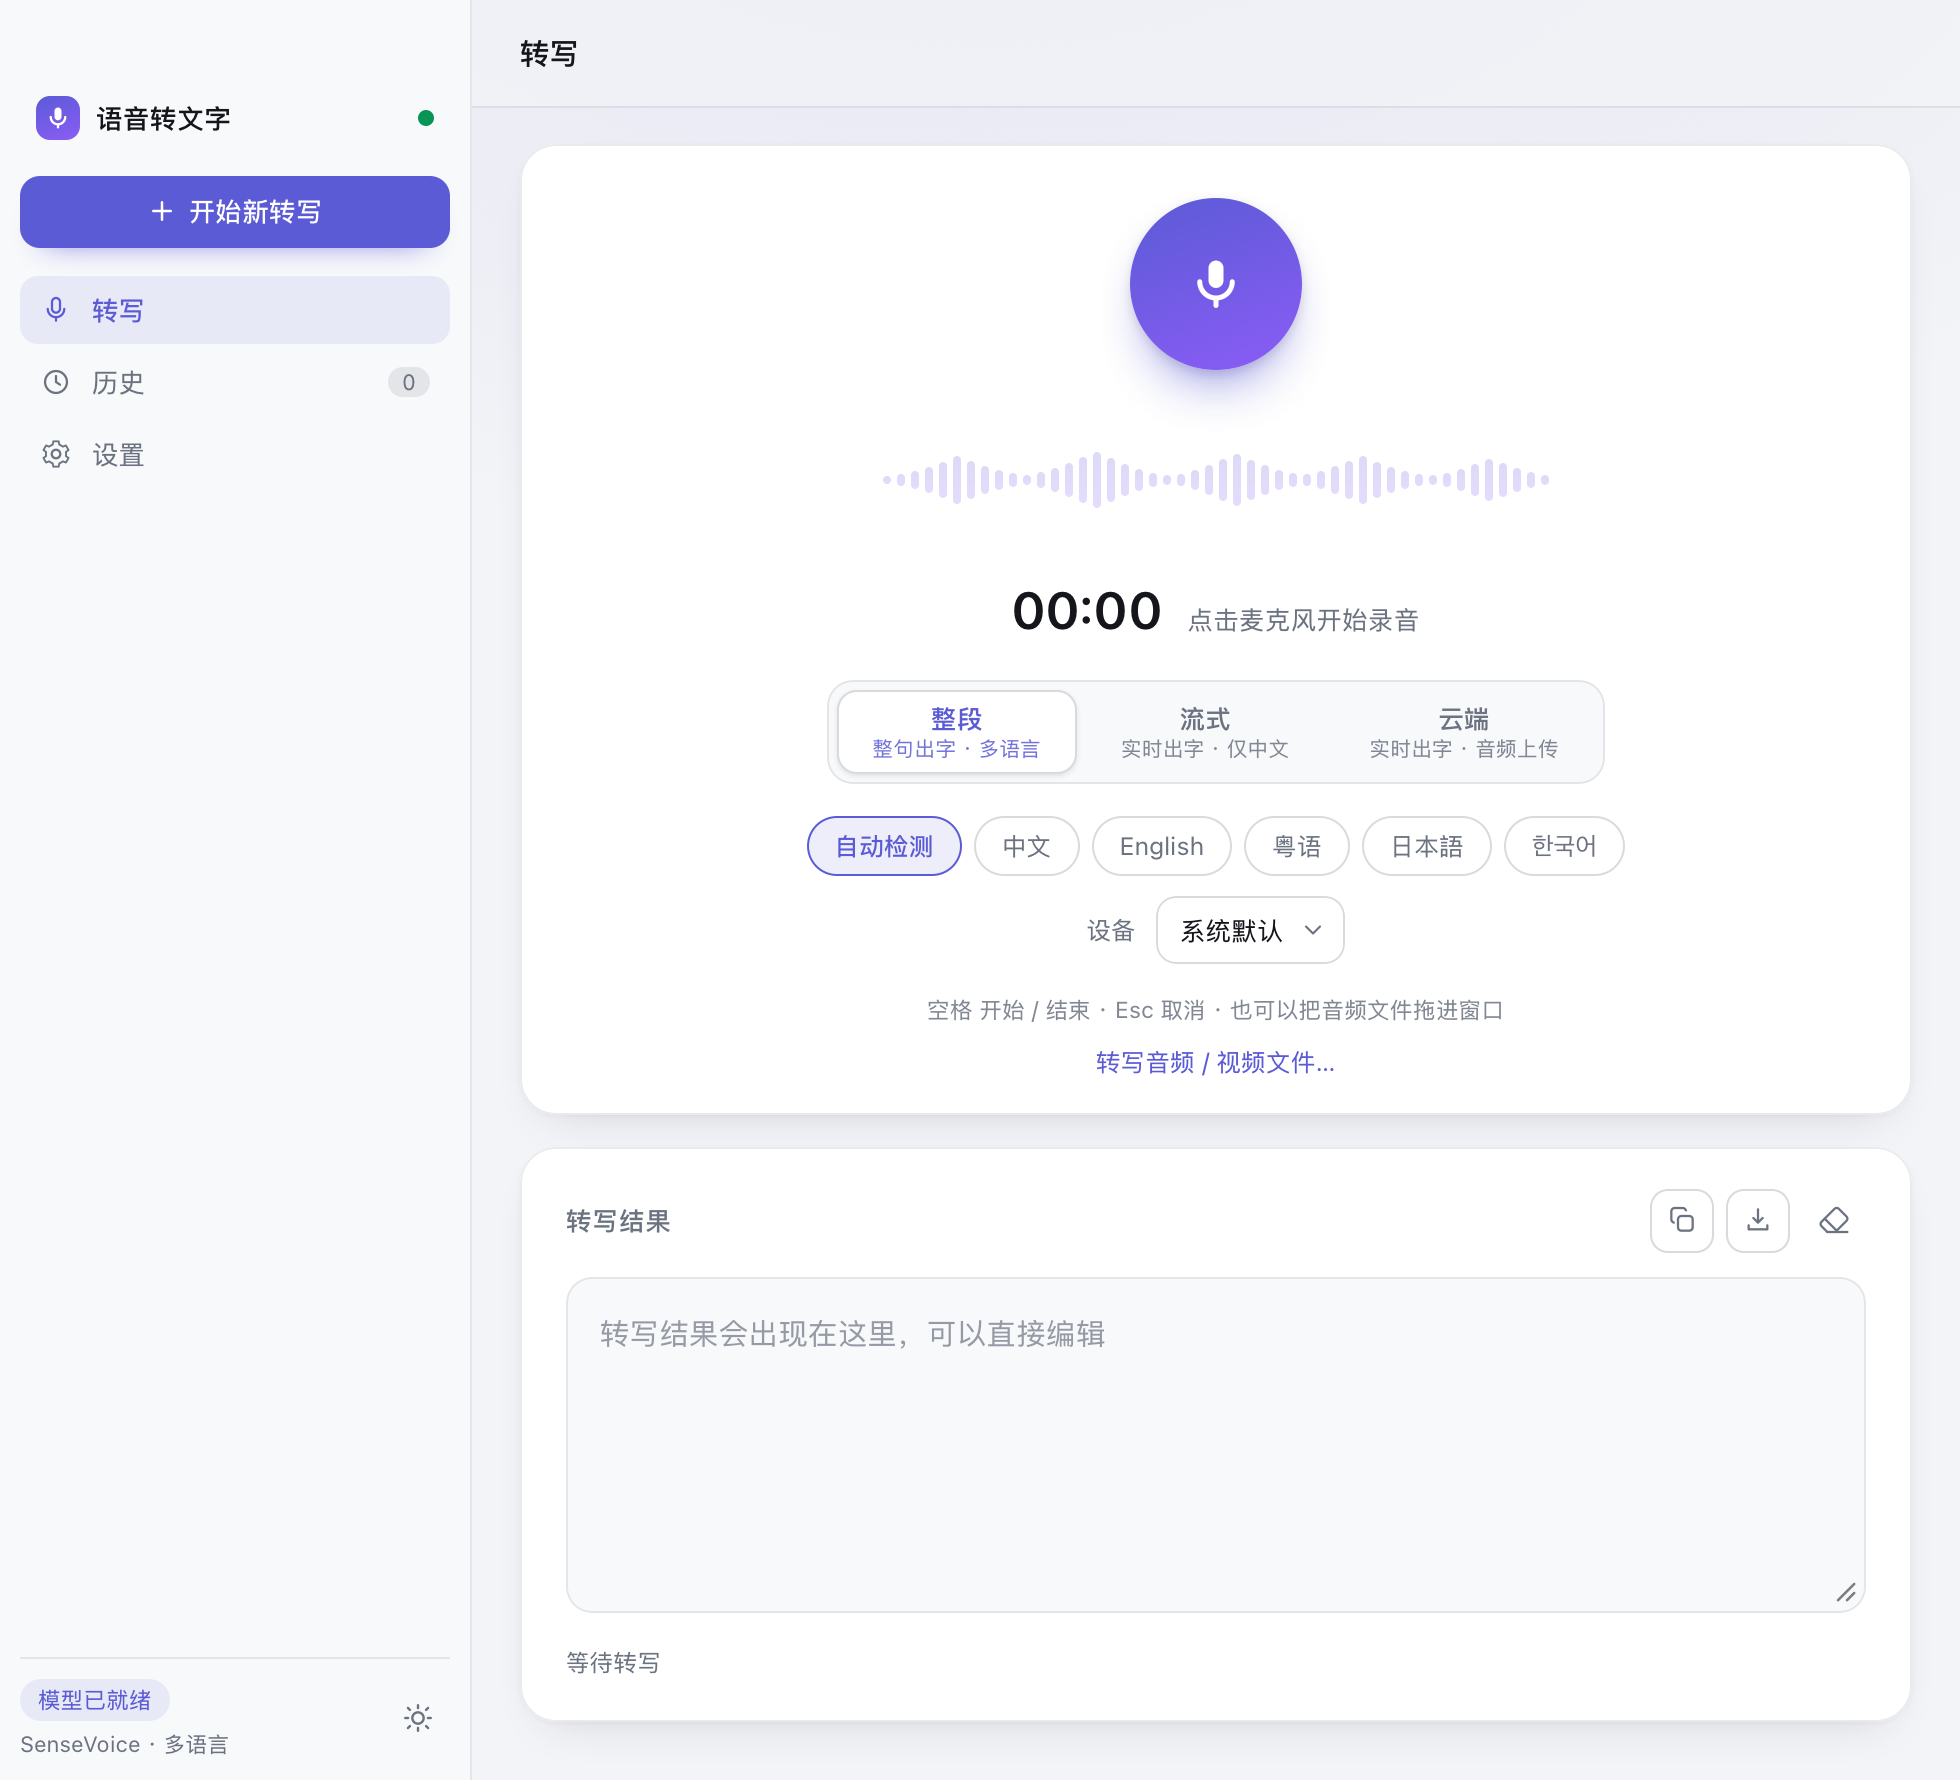 语音转文字
开始新转写
转写
历史 0
设置
模型已就绪
SenseVoice · 多语言
转写
00:00 点击麦克风开始录音
整段 流式 云端
整句出字 · 多语言 实时出字 · 仅中文 实时出字 · 音频上传
自动检测 中文 English 粤语 日本語 한국어
设备 系统默认
空格 开始 / 结束 · Esc 取消 · 也可以把音频文件拖进窗口
转写音频 / 视频文件...
转写结果
转写结果会出现在这里，可以直接编辑
等待转写